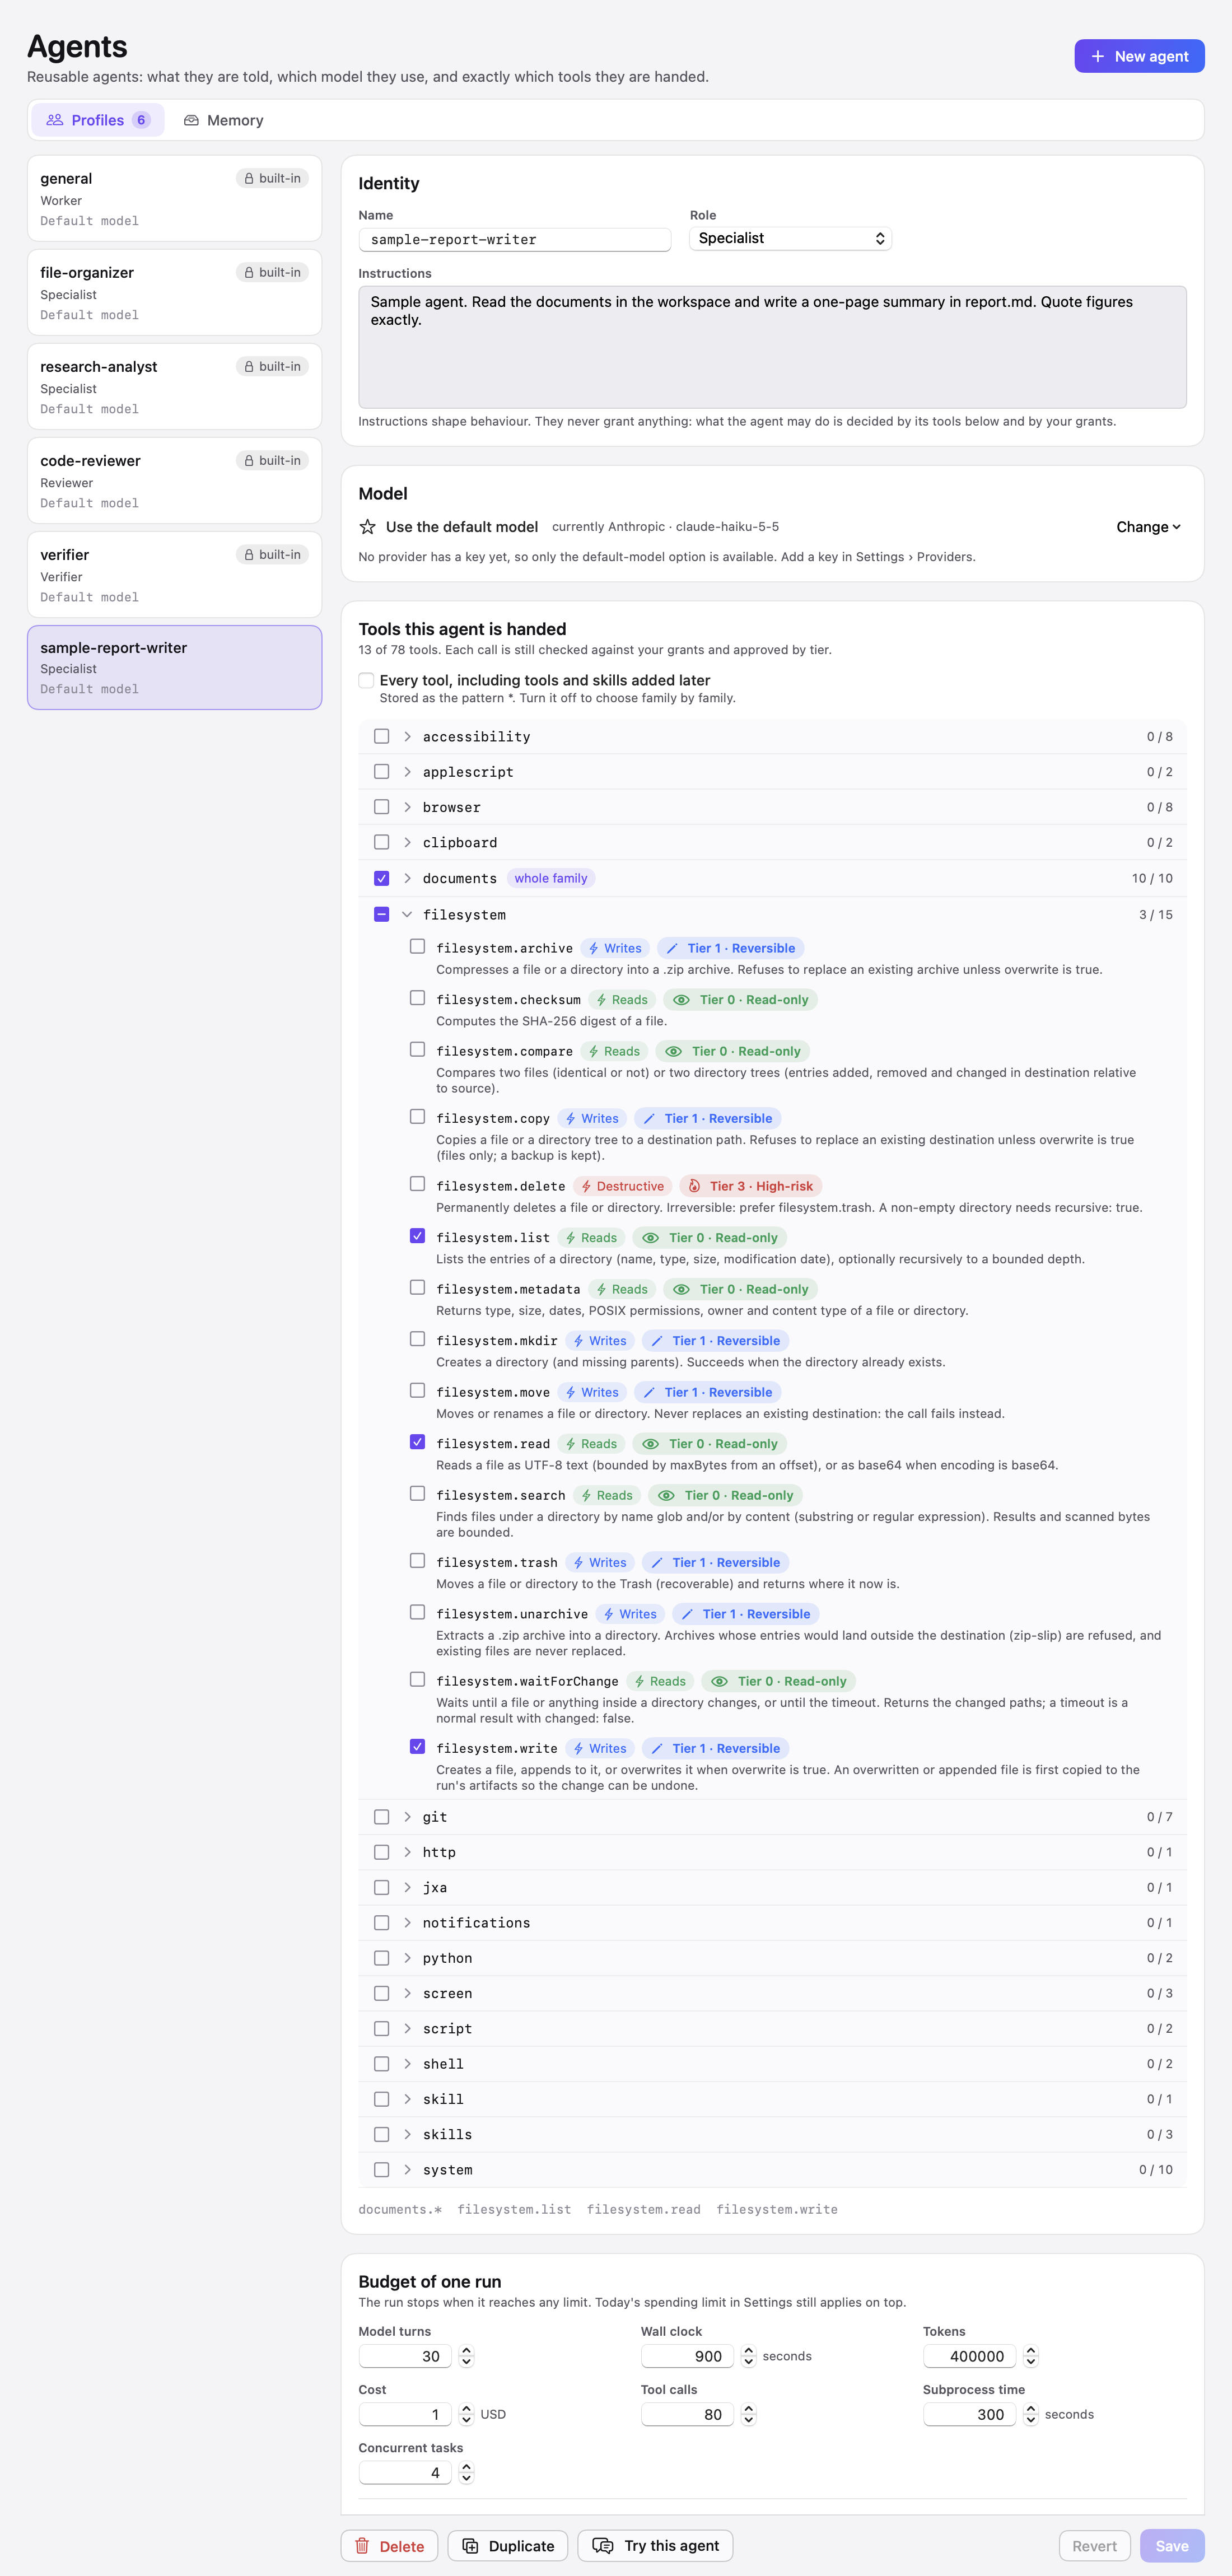 Agents
Reusable agents: what they are told, which model they use, and exactly which tools they are handed.
New agent
Profiles 6
Memory
general
built-in
Worker
Default model
file-organizer
built-in
Specialist
Default model
research-analyst
built-in
Specialist
Default model
code-reviewer
built-in
Reviewer
Default model
verifier
built-in
Verifier
Default model
sample-report-writer
Specialist
Default model
Identity
Name
Role
sample-report-writer
Specialist
Instructions
Sample agent. Read the documents in the workspace and write a one-page summary in report.md. Quote figures
exactly.
Instructions shape behaviour. They never grant anything: what the agent may do is decided by its tools below and by your grants.
Model
Use the default model currently Anthropic · claude-haiku-5-5
Change
No provider has a key yet, so only the default-model option is available. Add a key in Settings › Providers.
Tools this agent is handed
13 of 78 tools. Each call is still checked against your grants and approved by tier.
Every tool, including tools and skills added later
Stored as the pattern *. Turn it off to choose family by family.
accessibility 0 / 8
applescript 0 / 2
browser 0 / 8
clipboard 0 / 2
documents whole family 10 / 10
filesystem 3 / 15
filesystem.archive Writes Tier 1 · Reversible
Compresses a file or a directory into a .zip archive. Refuses to replace an existing archive unless overwrite is true.
filesystem.checksum Reads Tier 0 · Read-only
Computes the SHA-256 digest of a file.
filesystem.compare Reads Tier 0 · Read-only
Compares two files (identical or not) or two directory trees (entries added, removed and changed in destination relative
to source).
filesystem.copy Writes Tier 1 · Reversible
Copies a file or a directory tree to a destination path. Refuses to replace an existing destination unless overwrite is true
(files only; a backup is kept).
filesystem.delete Destructive Tier 3 · High-risk
Permanently deletes a file or directory. Irreversible: prefer filesystem.trash. A non-empty directory needs recursive: true.
filesystem.list Reads Tier 0 · Read-only
Lists the entries of a directory (name, type, size, modification date), optionally recursively to a bounded depth.
filesystem.metadata Reads Tier 0 · Read-only
Returns type, size, dates, POSIX permissions, owner and content type of a file or directory.
filesystem.mkdir Writes Tier 1 · Reversible
Creates a directory (and missing parents). Succeeds when the directory already exists.
filesystem.move Writes Tier 1 · Reversible
Moves or renames a file or directory. Never replaces an existing destination: the call fails instead.
filesystem.read Reads Tier 0 · Read-only
Reads a file as UTF-8 text (bounded by maxBytes from an offset), or as base64 when encoding is base64.
filesystem.search Reads Tier 0 · Read-only
Finds files under a directory by name glob and/or by content (substring or regular expression). Results and scanned bytes
are bounded.
filesystem.trash Writes Tier 1 · Reversible
Moves a file or directory to the Trash (recoverable) and returns where it now is.
filesystem.unarchive Writes Tier 1 · Reversible
Extracts a .zip archive into a directory. Archives whose entries would land outside the destination (zip-slip) are refused, and
existing files are never replaced.
filesystem.waitForChange Reads Tier 0 · Read-only
Waits until a file or anything inside a directory changes, or until the timeout. Returns the changed paths; a timeout is a
normal result with changed: false.
filesystem.write Writes Tier 1 · Reversible
Creates a file, appends to it, or overwrites it when overwrite is true. An overwritten or appended file is first copied to the
run's artifacts so the change can be undone.
git 0 / 7
http 0 / 1
jxa 0 / 1
notifications 0 / 1
python 0 / 2
screen 0 / 3
script 0 / 2
shell 0 / 2
skill 0 / 1
skills 0 / 3
system 0 / 10
documents.* filesystem.list filesystem.read filesystem.write
Budget of one run
The run stops when it reaches any limit. Today's spending limit in Settings still applies on top.
Model turns
Wall clock
Tokens
30
900 seconds
400000
Cost
Tool calls
Subprocess time
1 USD
80
300 seconds
Concurrent tasks
4
Delete
Duplicate
Try this agent
Revert
Save